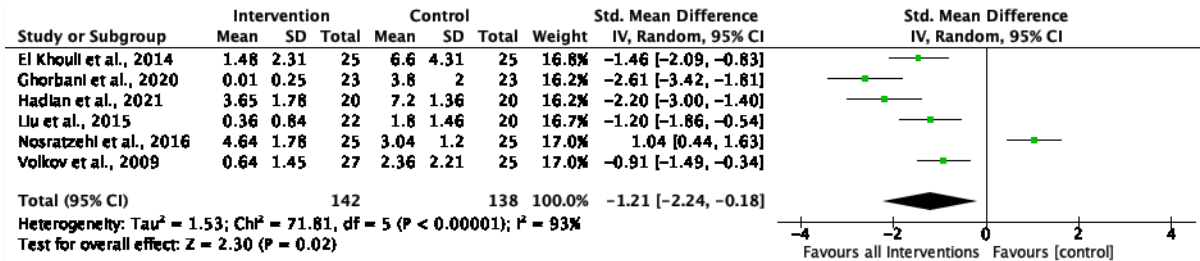 Intervention Control Std. Mean Difference Std. Mean Difference
Study or Subgroup Mean SD Total Mean SD Total Weight IV, Random, 95% CI IV, Random, 95% CI
El Khouli et al., 2014 1.48 2.31 25 6.6 4.31 25 16.8% −1.46 [−2.09, −0.83]
Ghorbani et al., 2020 0.01 0.25 23 3.8 2 23 16.2% −2.61 [−3.42, −1.81]
Hadian et al., 2021 3.65 1.78 20 7.2 1.36 20 16.2% −2.20 [−3.00, −1.40]
Liu et al., 2015 0.36 0.84 22 1.8 1.46 20 16.7% −1.20 [−1.86, −0.54]
Nosratzehi et al., 2016 4.64 1.78 25 3.04 1.2 25 17.0% 1.04 [0.44, 1.63]
Volkov et al., 2009 0.64 1.45 27 2.36 2.21 25 17.0% −0.91 [−1.49, −0.34]
Total (95% CI) 142 138 100.0% −1.21 [−2.24, −0.18]
Heterogeneity: Tau² = 1.53; Chi² = 71.81, df = 5 (P < 0.00001); I² = 93%
Test for overall effect: Z = 2.30 (P = 0.02)
−4 −2 0 2 4
Favours all Interventions Favours [control]